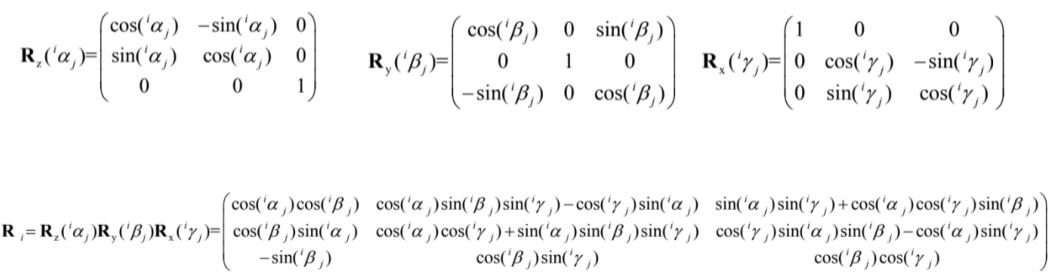 R_z(^iα_j)=(cos(^iα_j) -sin(^iα_j) 0
sin(^iα_j) cos(^iα_j) 0
0 0 1)
R_y(^iβ_j)=(cos(^iβ_j) 0 sin(^iβ_j)
0 1 0
-sin(^iβ_j) 0 cos(^iβ_j))
R_x(^iγ_j)=(1 0 0
0 cos(^iγ_j) -sin(^iγ_j)
0 sin(^iγ_j) cos(^iγ_j))
R_i=R_z(^iα_j)R_y(^iβ_j)R_x(^iγ_j)=(cos(^iα_j)cos(^iβ_j) cos(^iα_j)sin(^iβ_j)sin(^iγ_j)-cos(^iγ_j)sin(^iα_j) sin(^iα_j)sin(^iγ_j)+cos(^iα_j)cos(^iγ_j)sin(^iβ_j)
cos(^iβ_j)sin(^iα_j) cos(^iα_j)cos(^iγ_j)+sin(^iα_j)sin(^iβ_j)sin(^iγ_j) cos(^iγ_j)sin(^iα_j)sin(^iβ_j)-cos(^iα_j)sin(^iγ_j)
-sin(^iβ_j) cos(^iβ_j)sin(^iγ_j) cos(^iβ_j)cos(^iγ_j))